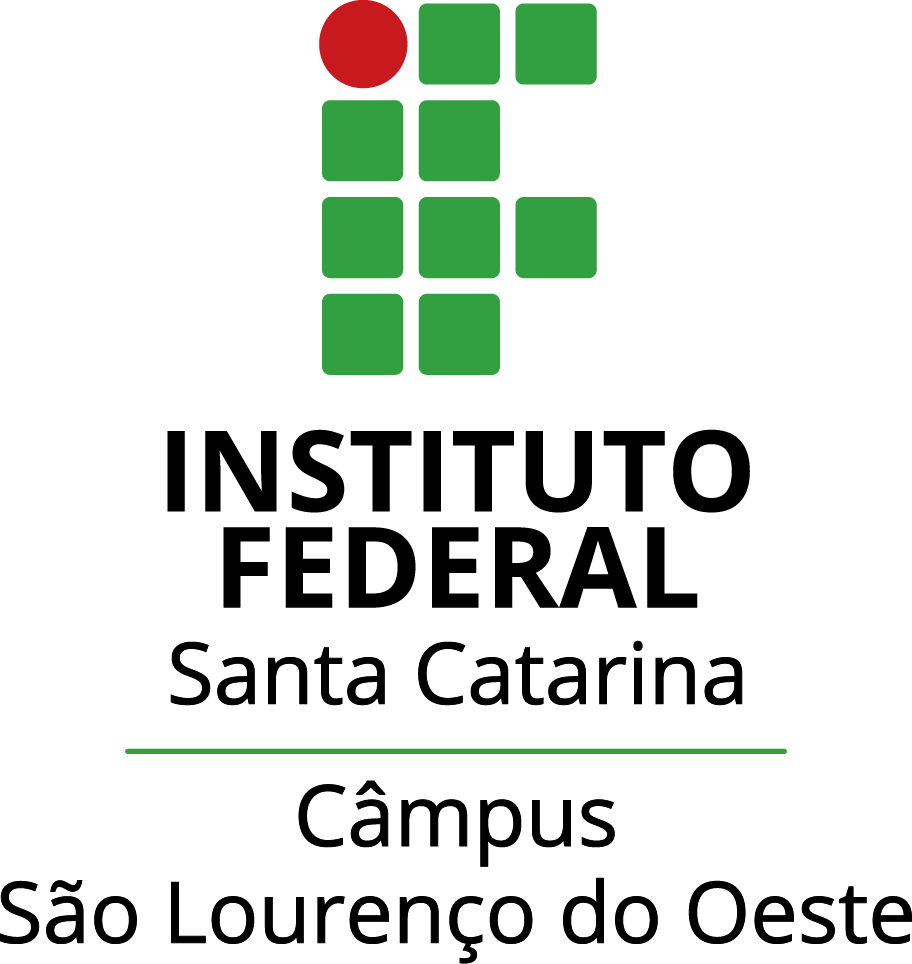 INSTITUTO
FEDERAL
Santa Catarina
Câmpus
São Lourenço do Oeste